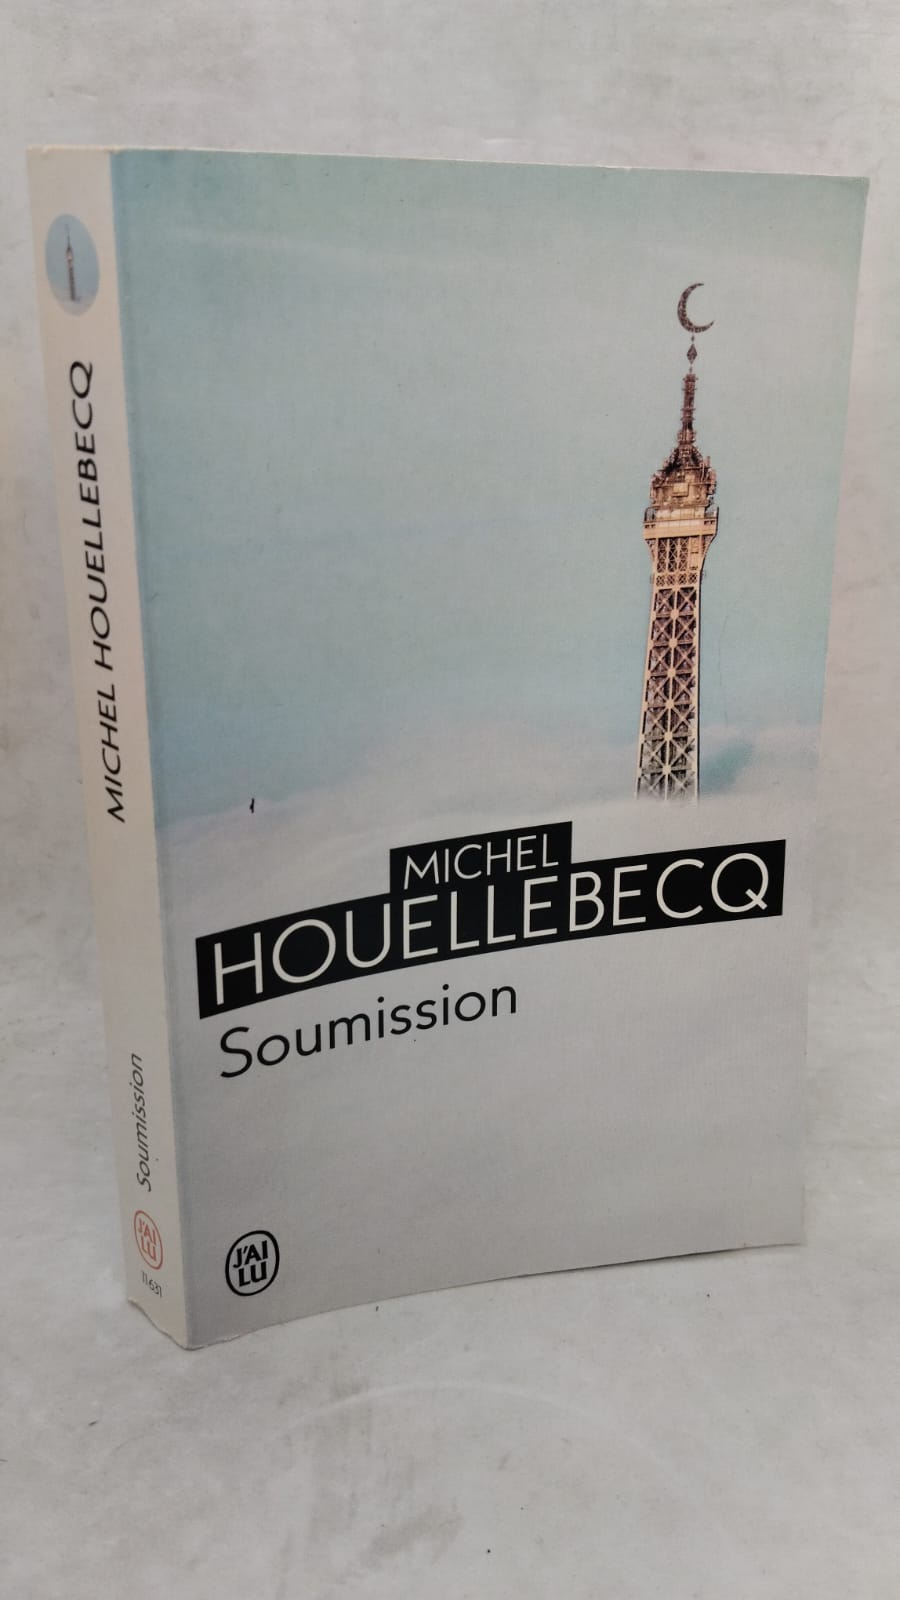 MICHEL HOUELLEBECQ
Soumission
J'AI
LU
11631
MICHEL
HOUELLEBECQ
Soumission
J'AI
LU